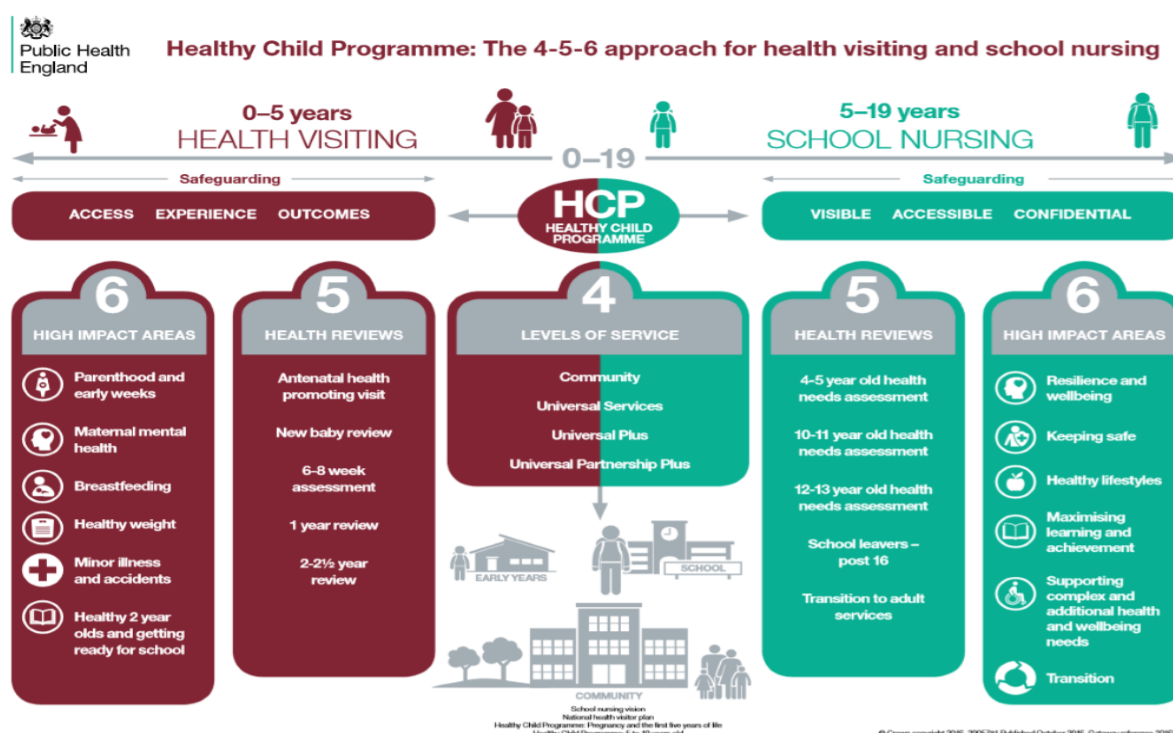 Public Health
England
Healthy Child Programme: The 4-5-6 approach for health visiting and school nursing
0–5 years
HEALTH VISITING
5–19 years
SCHOOL NURSING
0–19
Safeguarding
Safeguarding
ACCESS EXPERIENCE OUTCOMES
HCP
HEALTHY CHILD
PROGRAMME
VISIBLE ACCESSIBLE CONFIDENTIAL
6
HIGH IMPACT AREAS
Parenthood and
early weeks
Maternal mental
health
Breastfeeding
Healthy weight
Minor illness
and accidents
Healthy 2 year
olds and getting
ready for school
5
HEALTH REVIEWS
Antenatal health
promoting visit
New baby review
6-8 week
assessment
1 year review
2-2½ year
review
4
LEVELS OF SERVICE
Community
Universal Services
Universal Plus
Universal Partnership Plus
EARLY YEARS
SCHOOL
COMMUNITY
School nursing vision
National health visitor plan
Healthy Child Programme: Pregnancy and the first five years of life
5
HEALTH REVIEWS
4-5 year old health
needs assessment
10-11 year old health
needs assessment
12-13 year old health
needs assessment
School leavers –
post 16
Transition to adult
services
6
HIGH IMPACT AREAS
Resilience and
wellbeing
Keeping safe
Healthy lifestyles
Maximising
learning and
achievement
Supporting
complex and
additional health
and wellbeing
needs
Transition